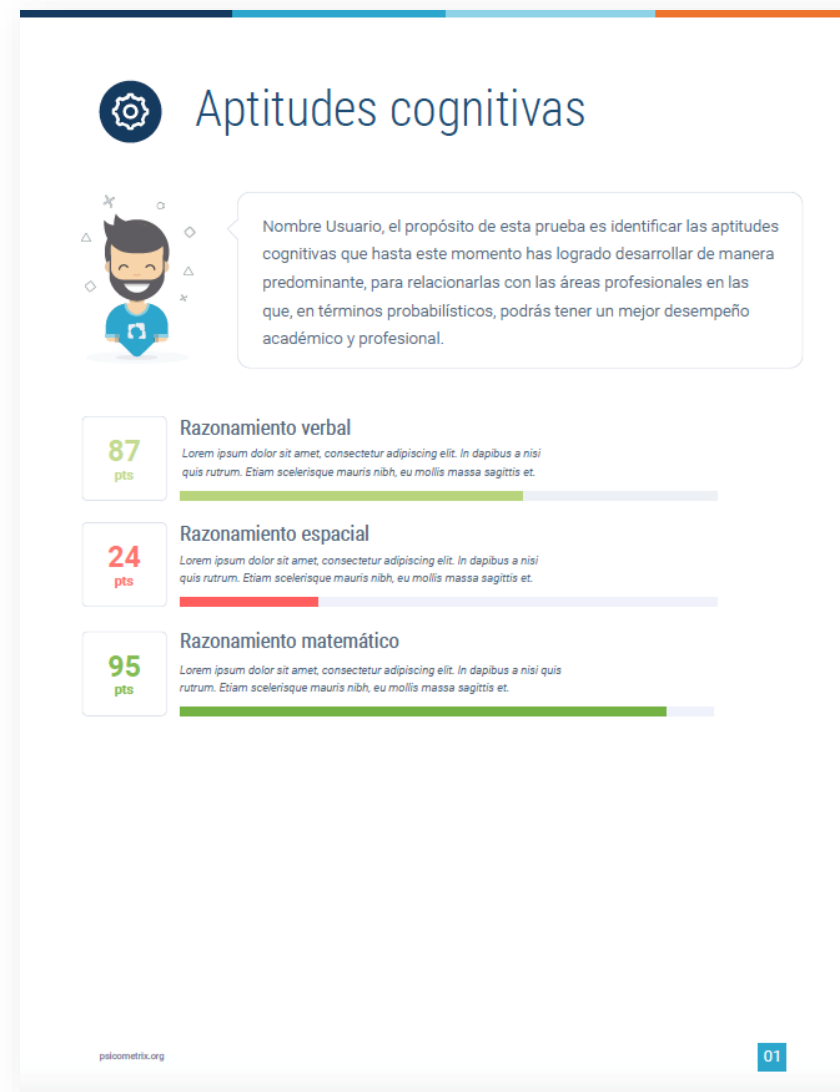 Aptitudes cognitivas
Nombre Usuario, el propósito de esta prueba es identificar las aptitudes
cognitivas que hasta este momento has logrado desarrollar de manera
predominante, para relacionarlas con las áreas profesionales en las
que, en términos probabilísticos, podrás tener un mejor desempeño
académico y profesional.
87
pts
Razonamiento verbal
Lorem ipsum dolor sit amet, consectetur adipiscing elit. In dapibus a nisi
quis rutrum. Etiam scelerisque mauris nibh, eu mollis massa sagittis et.
24
pts
Razonamiento espacial
Lorem ipsum dolor sit amet, consectetur adipiscing elit. In dapibus a nisi
quis rutrum. Etiam scelerisque mauris nibh, eu mollis massa sagittis et.
95
pts
Razonamiento matemático
Lorem ipsum dolor sit amet, consectetur adipiscing elit. In dapibus a nisi quis
rutrum. Etiam scelerisque mauris nibh, eu mollis massa sagittis et.
psicometrix.org
01